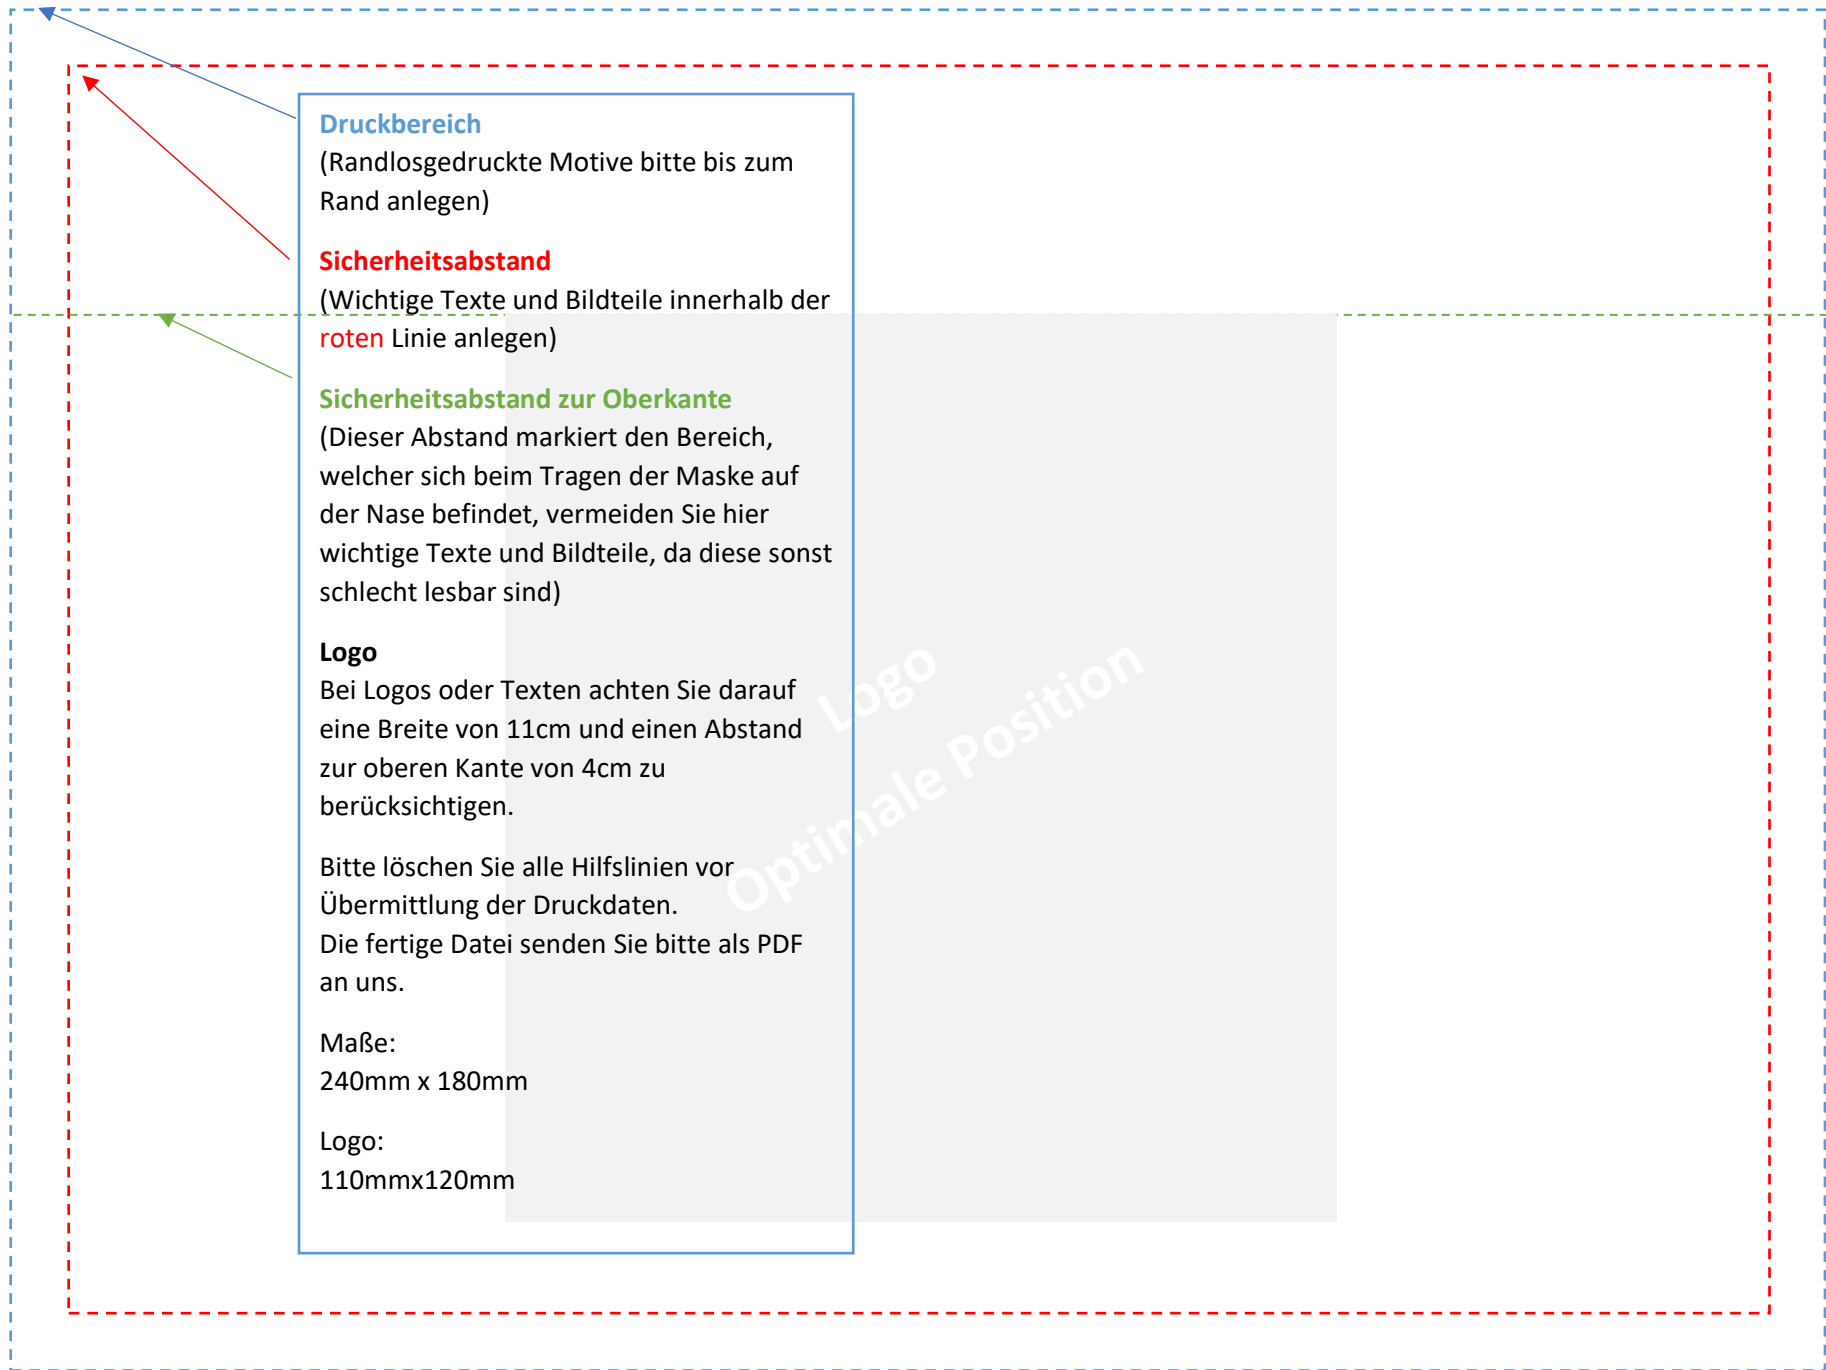 Druckbereich
(Randlosgedruckte Motive bitte bis zum
Rand anlegen)
Sicherheitsabstand
(Wichtige Texte und Bildteile innerhalb der
roten Linie anlegen)
Sicherheitsabstand zur Oberkante
(Dieser Abstand markiert den Bereich,
welcher sich beim Tragen der Maske auf
der Nase befindet, vermeiden Sie hier
wichtige Texte und Bildteile, da diese sonst
schlecht lesbar sind)
Logo
Bei Logos oder Texten achten Sie darauf
eine Breite von 11cm und einen Abstand
zur oberen Kante von 4cm zu
berücksichtigen.
Bitte löschen Sie alle Hilfslinien vor
Übermittlung der Druckdaten.
Die fertige Datei senden Sie bitte als PDF
an uns.
Maße:
240mm x 180mm
Logo:
110mmx120mm
Logo
Optimale Position